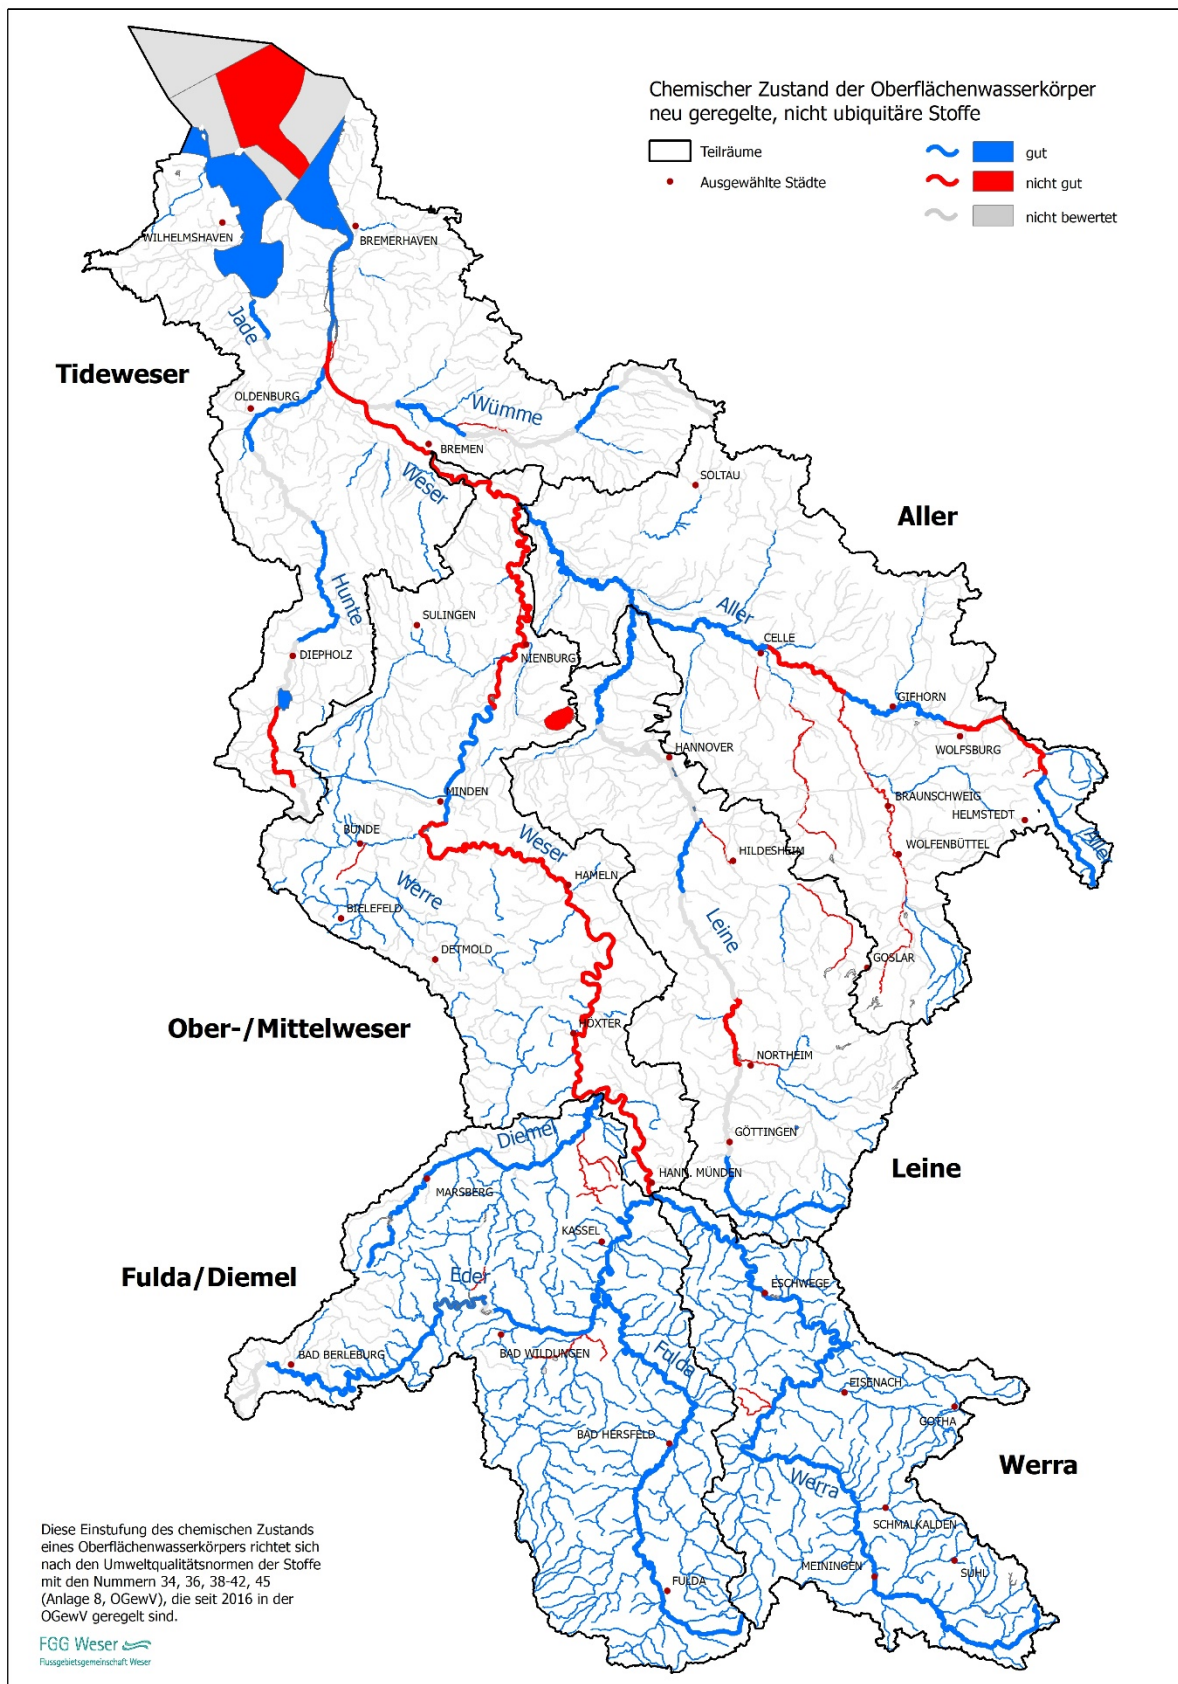 Chemischer Zustand der Oberflächenwasserkörper
neu geregelte, nicht ubiquitäre Stoffe
Teilräume
Ausgewählte Städte
gut
nicht gut
nicht bewertet
WILHELMSHAVEN
BREMERHAVEN
Jade
Tideweser
OLDENBURG
Wümme
BREMEN
Weser
SOLTAU
Aller
Hunte
SULINGEN
Aller
CELLE
DIEPHOLZ
NIENBURG
GIFHORN
WOLFSBURG
HANNOVER
MINDEN
BRAUNSCHWEIG
HELMSTEDT
BÜNDE
Weser
HILDESHEIM
WOLFENBÜTTEL
Aller
Werre
HAMELN
BIELEFELD
Leine
DETMOLD
GOSLAR
Ober-/Mittelweser
HÖXTER
NORTHEIM
Diemel
GÖTTINGEN
MARSBERG
HANN. MÜNDEN
Leine
KASSEL
Fulda/Diemel
Eder
ESCHWEGE
BAD WILDUNGEN
Fulda
BAD BERLEBURG
EISENACH
GOTHA
BAD HERSFELD
Werra
Werra
SCHMALKALDEN
MEININGEN
SUHL
FULDA
Diese Einstufung des chemischen Zustands
eines Oberflächenwasserkörpers richtet sich
nach den Umweltqualitätsnormen der Stoffe
mit den Nummern 34, 36, 38-42, 45
(Anlage 8, OGewV), die seit 2016 in der
OGewV geregelt sind.
FGG Weser
Flussgebietsgemeinschaft Weser